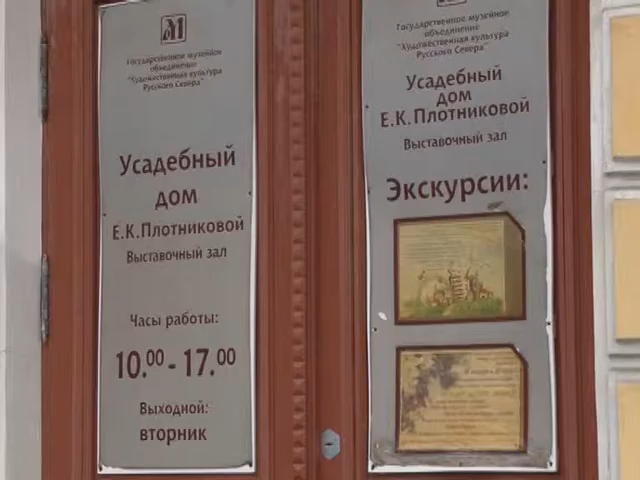 Государственное музейное
объединение
"Художественная культура
Русского Севера"
Усадебный
дом
Е.К.Плотниковой
Выставочный зал
Часы работы:
10.00 - 17.00
Выходной:
вторник
Государственное музейное
объединение
"Художественная культура
Русского Севера"
Усадебный
дом
Е.К.Плотниковой
Выставочный зал
Экскурсии: